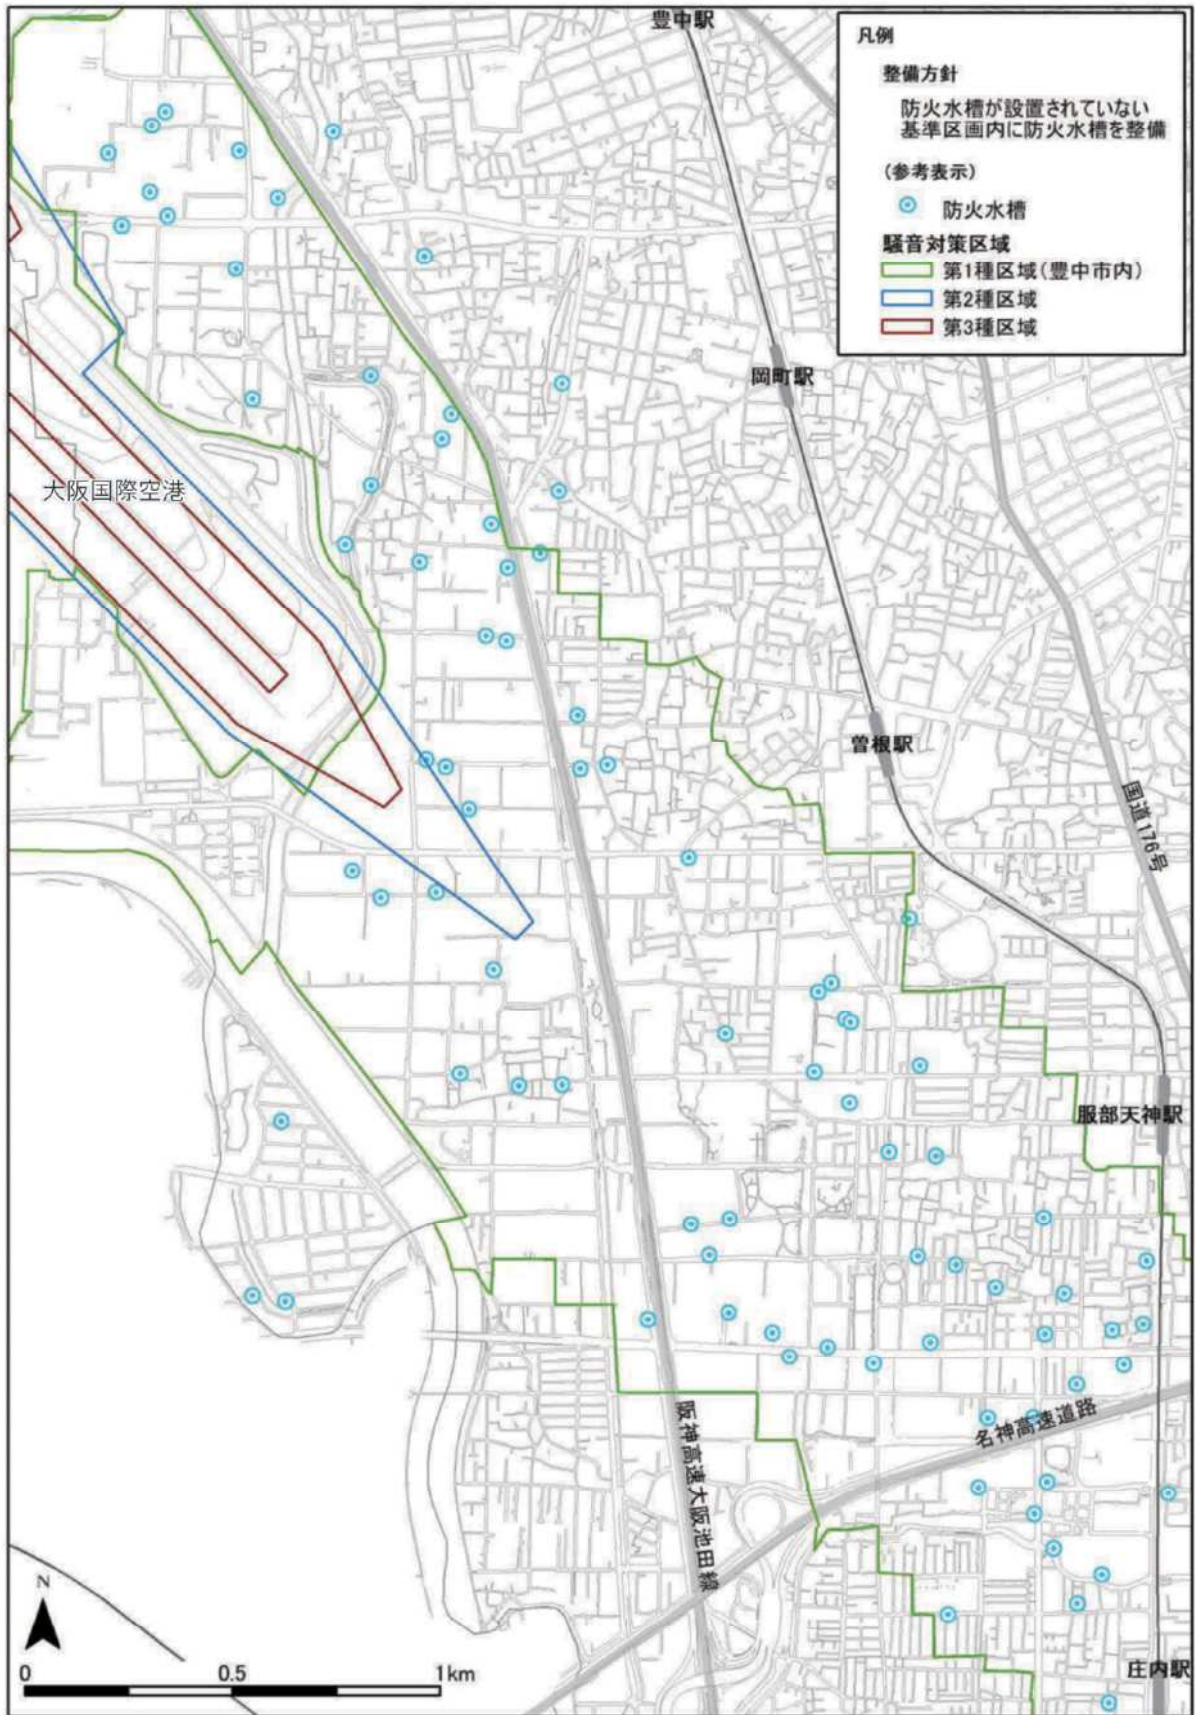 豊中駅
凡例
整備方針
防火水槽が設置されていない
基準区画内に防火水槽を整備
(参考表示)
防火水槽
騒音対策区域
第1種区域(豊中市内)
第2種区域
第3種区域
岡町駅
大阪国際空港
曽根駅
国道176号
服部天神駅
名神高速道路
阪神高速大阪池田線
庄内駅
N
0 0.5 1km